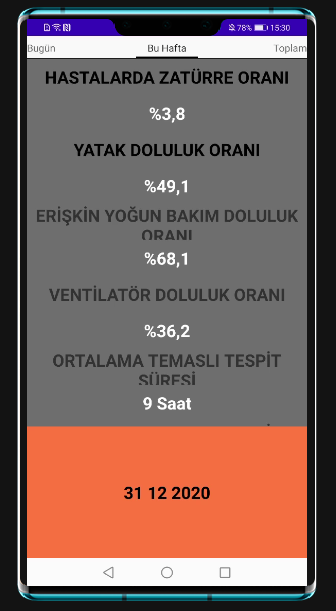 78% 15:30
Bugün Bu Hafta Toplam
HASTALARDA ZATÜRRE ORANI
%3,8
YATAK DOLULUK ORANI
%49,1
ERİŞKİN YOĞUN BAKIM DOLULUK
ORANI
%68,1
VENTİLATÖR DOLULUK ORANI
%36,2
ORTALAMA TEMASLI TESPİT
SÜRESİ
9 Saat
31 12 2020